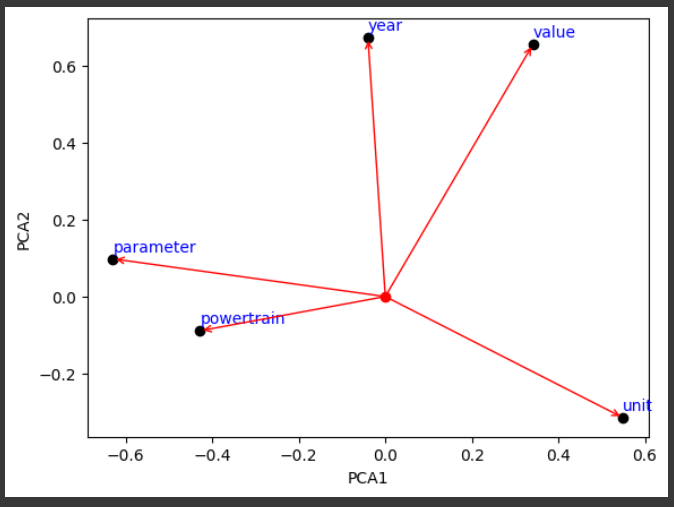 year
value
0.6
0.4
0.2
0.0
−0.2
PCA2
parameter
powertrain
unit
−0.6
−0.4
−0.2
0.0
0.2
0.4
0.6
PCA1